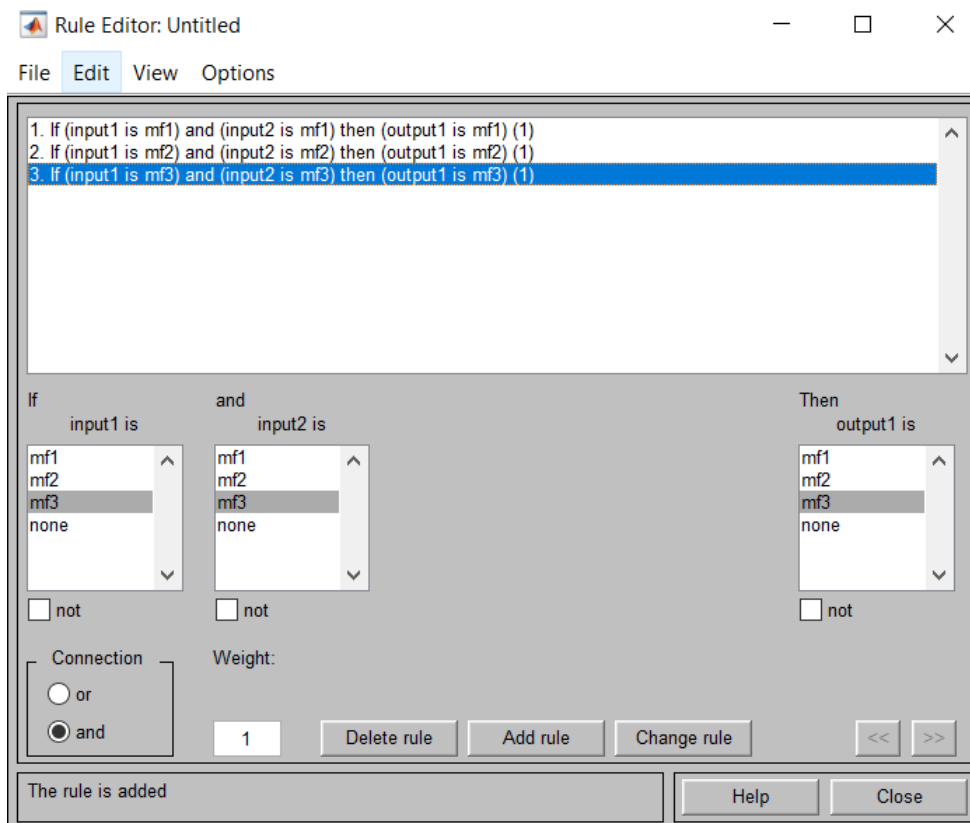 Rule Editor: Untitled
File Edit View Options
1. If (input1 is mf1) and (input2 is mf1) then (output1 is mf1) (1)
2. If (input1 is mf2) and (input2 is mf2) then (output1 is mf2) (1)
3. If (input1 is mf3) and (input2 is mf3) then (output1 is mf3) (1)
If and Then
input1 is input2 is output1 is
mf1 mf1 mf1
mf2 mf2 mf2
mf3 mf3 mf3
none none none
not not not
Connection Weight:
or
and 1 Delete rule Add rule Change rule << >>
The rule is added Help Close